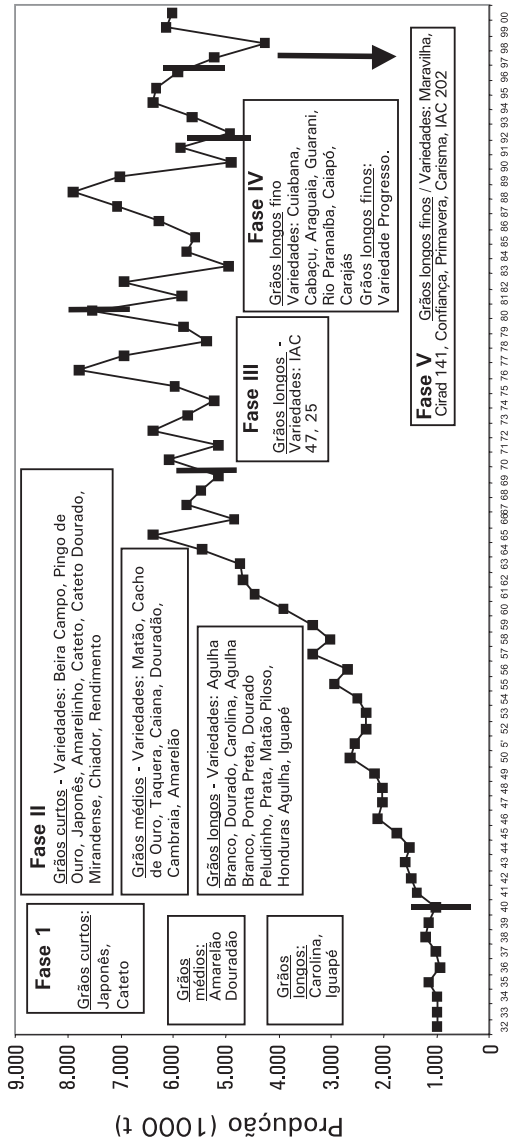 Produção (1000 t)
9.000
8.000
7.000
6.000
5.000
4.000
3.000
2.000
1.000
0
Fase 1
Grãos curtos:
Japonês,
Cateto
Grãos
médios:
Amarelão
Douradão
Grãos
longos:
Carolina,
Iguapé
Fase II
Grãos curtos - Variedades: Beira Campo, Pingo de
Ouro, Japonês, Amarelinho, Cateto, Cateto Dourado,
Mirandense, Chiador, Rendimento
Grãos médios - Variedades: Matão, Cacho
de Ouro, Taquera, Caiana, Douradão,
Cambraia, Amarelão
Grãos longos - Variedades: Agulha
Branco, Dourado, Carolina, Agulha
Branco, Ponta Preta, Dourado
Peludinho, Prata, Matão Piloso,
Honduras Agulha, Iguapé
Fase III
Grãos longos -
Variedades: IAC
47, 25
Fase IV
Grãos longos fino
Variedades: Cuiabana,
Cabaçu, Araguaia, Guarani,
Rio Paranaíba, Caiapó,
Carajás
Grãos longos finos:
Variedade Progresso.
Fase V Grãos longos finos / Variedades: Maravilha,
Cirad 141, Confiança, Primavera, Carisma, IAC 202
32 33 34 35 36 37 38 39 40 41 42 43 44 45 46 47 48 49 50 5' 52 53 54 55 56 57 58 59 60 61 62 63 64 65 66 67 68 69 70 71 72 73 74 75 76 77 78 79 80 81 82 83 84 85 86 87 88 89 90 91 92 93 94 95 96 97 98 99 00